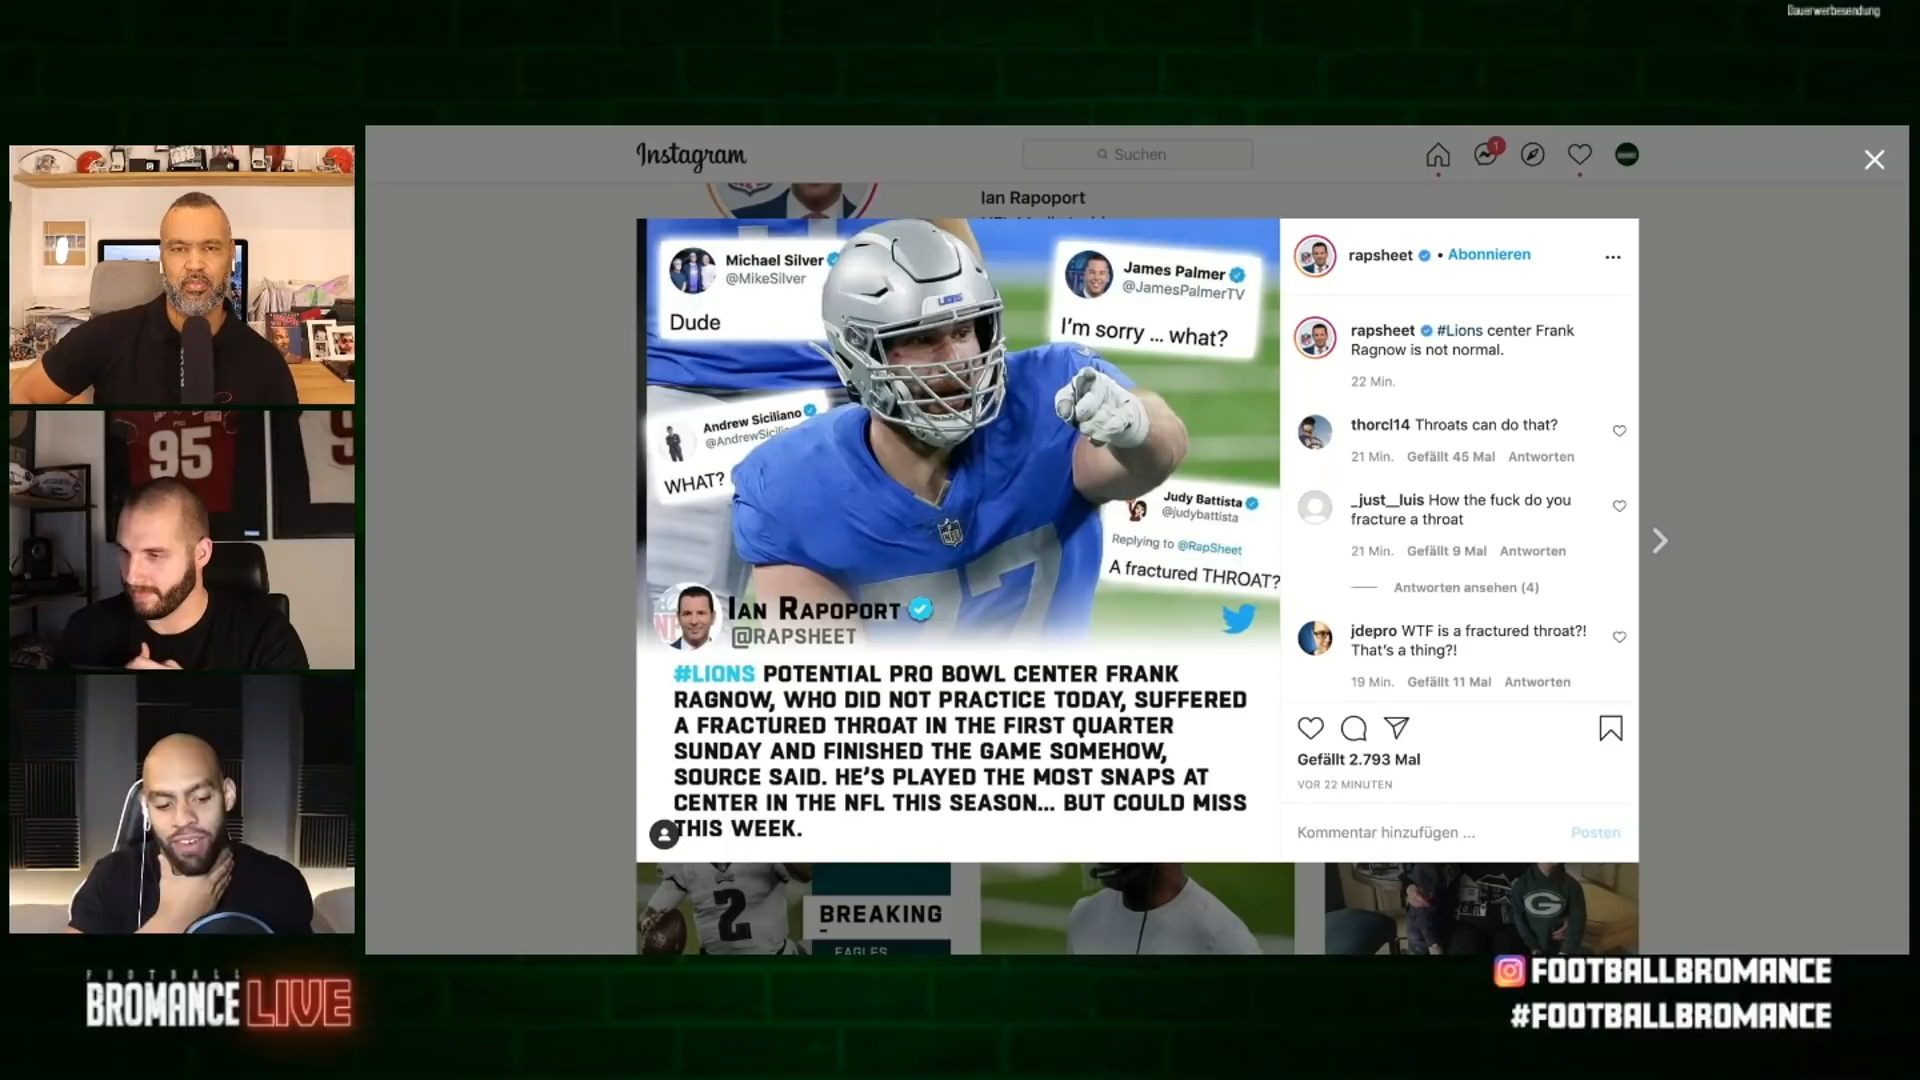 Dauerwerbesendung
Instagram
Suchen
1
Ian Rapoport
Michael Silver
@MikeSilver
Dude
James Palmer
@JamesPalmerTV
I'm sorry ... what?
Andrew Siciliano
WHAT?
LIONS
NFL
77
Judy Battista
@judybattista
Replying to @RapSheet
A fractured THROAT?
IAN RAPOPORT
@RAPSHEET
#LIONS POTENTIAL PRO BOWL CENTER FRANK
RAGNOW, WHO DID NOT PRACTICE TODAY, SUFFERED
A FRACTURED THROAT IN THE FIRST QUARTER
SUNDAY AND FINISHED THE GAME SOMEHOW,
SOURCE SAID. HE'S PLAYED THE MOST SNAPS AT
CENTER IN THE NFL THIS SEASON... BUT COULD MISS
THIS WEEK.
rapsheet • Abonnieren
...
rapsheet #Lions center Frank
Ragnow is not normal.
22 Min.
thorcl14 Throats can do that?
21 Min. Gefällt 45 Mal Antworten
_just__luis How the fuck do you
fracture a throat
21 Min. Gefällt 9 Mal Antworten
Antworten ansehen (4)
jdepro WTF is a fractured throat?!
That's a thing?!
19 Min. Gefällt 11 Mal Antworten
Gefällt 2.793 Mal
VOR 22 MINUTEN
Kommentar hinzufügen ...
Posten
2
BREAKING
EAGLES
G
95
9
FOOTBALL
BROMANCE LIVE
FOOTBALLBROMANCE
#FOOTBALLBROMANCE